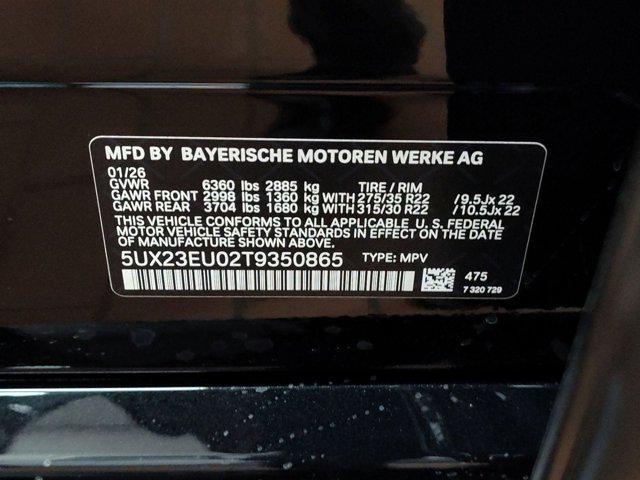 MFD BY BAYERISCHE MOTOREN WERKE AG
01/26
GVWR 6360 lbs 2885 kg TIRE / RIM
GAWR FRONT 2998 lbs 1360 kg WITH 275/35 R22 /9.5Jx22
GAWR REAR 3704 lbs 1680 kg WITH 315/30 R22 /10.5Jx22
THIS VEHICLE CONFORMS TO ALL APPLICABLE U. S. FEDERAL
MOTOR VEHICLE SAFETY STANDARDS IN EFFECT ON THE DATE OF
MANUFACTURE SHOWN ABOVE.
5UX23EU02T9350865 TYPE: MPV
475
7 320 729